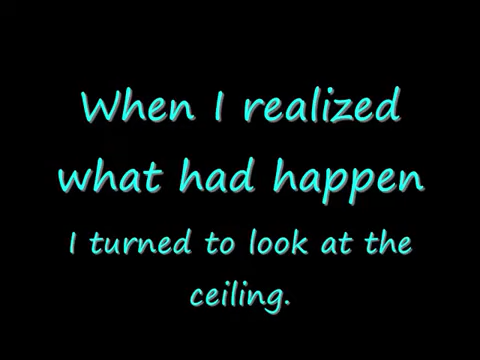 When I realized
what had happen
I turned to look at the
ceiling.